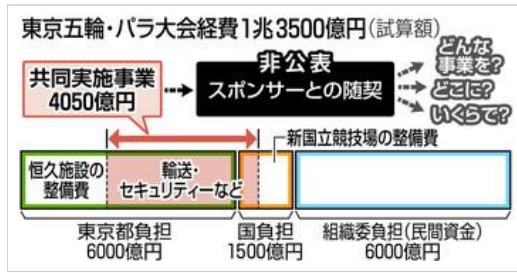 東京五輪・パラ大会経費1兆3500億円(試算額)
共同実施事業
4050億円
非公表
スポンサーとの随契
どんな
事業を?
どこに?
いくらで?
新国立競技場の整備費
恒久施設の
整備費
輸送・
セキュリティーなど
東京都負担
6000億円
国負担
1500億円
組織委負担(民間資金)
6000億円